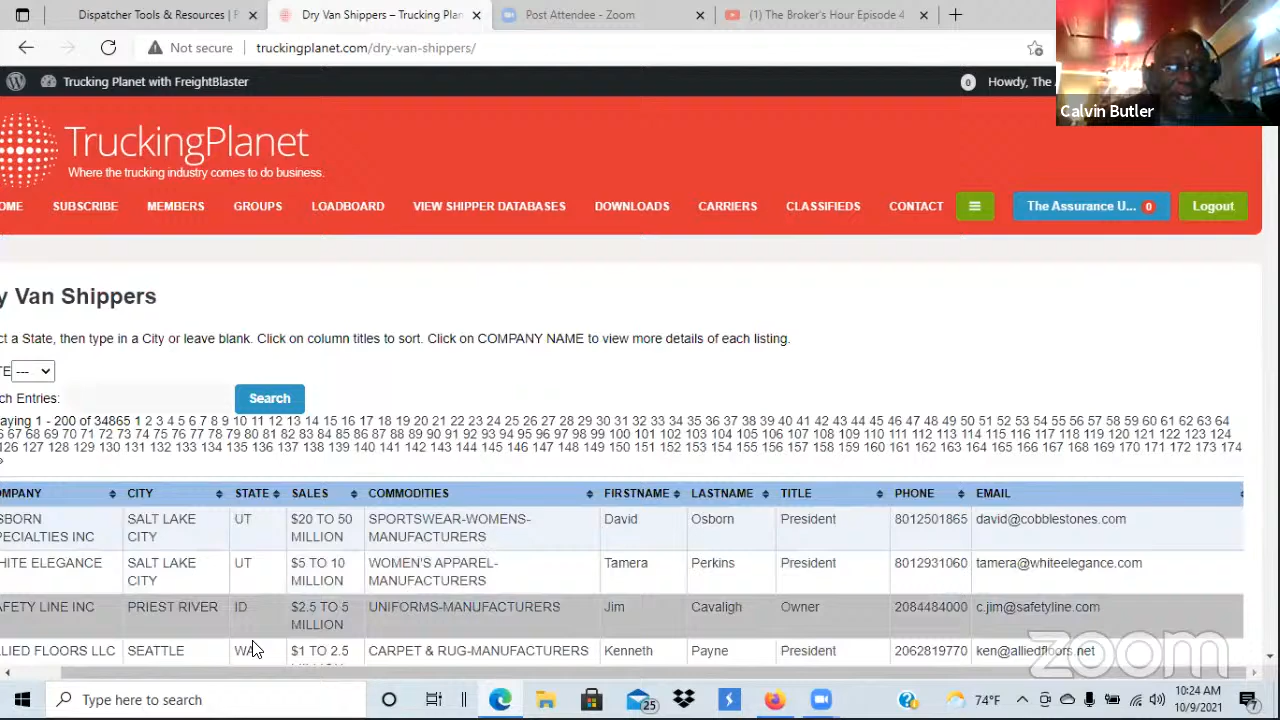 Dispatcher Tools & Resources | F
Dry Van Shippers – Trucking Plan
Post Attendee - Zoom
(1) The Broker's Hour Episode 4
Not secure
truckingplanet.com/dry-van-shippers/
Trucking Planet with FreightBlaster
0
Howdy, The
Calvin Butler
TruckingPlanet
Where the trucking industry comes to do business.
OME SUBSCRIBE MEMBERS GROUPS LOADBOARD VIEW SHIPPER DATABASES DOWNLOADS CARRIERS CLASSIFIEDS CONTACT The Assurance U... 0 Logout
y Van Shippers
ct a State, then type in a City or leave blank. Click on column titles to sort. Click on COMPANY NAME to view more details of each listing.
TE ---
ch Entries: Search
aying 1 - 200 of 34865 1 2 3 4 5 6 7 8 9 10 11 12 13 14 15 16 17 18 19 20 21 22 23 24 25 26 27 28 29 30 31 32 33 34 35 36 37 38 39 40 41 42 43 44 45 46 47 48 49 50 51 52 53 54 55 56 57 58 59 60 61 62 63 64
6 67 68 69 70 71 72 73 74 75 76 77 78 79 80 81 82 83 84 85 86 87 88 89 90 91 92 93 94 95 96 97 98 99 100 101 102 103 104 105 106 107 108 109 110 111 112 113 114 115 116 117 118 119 120 121 122 123 124
126 127 128 129 130 131 132 133 134 135 136 137 138 139 140 141 142 143 144 145 146 147 148 149 150 151 152 153 154 155 156 157 158 159 160 161 162 163 164 165 166 167 168 169 170 171 172 173 174
»
OMPANY CITY STATE SALES COMMODITIES FIRSTNAME LASTNAME TITLE PHONE EMAIL
SBORN SALT LAKE UT $20 TO 50 SPORTSWEAR-WOMENS- David Osborn President 8012501865 david@cobblestones.com
PECIALTIES INC CITY MILLION MANUFACTURERS
HITE ELEGANCE SALT LAKE UT $5 TO 10 WOMEN'S APPAREL- Tamera Perkins President 8012931060 tamera@whiteelegance.com
CITY MILLION MANUFACTURERS
AFETY LINE INC PRIEST RIVER ID $2.5 TO 5 UNIFORMS-MANUFACTURERS Jim Cavaligh Owner 2084484000 c.jim@safetyline.com
MILLION
LLIED FLOORS LLC SEATTLE WA $1 TO 2.5 CARPET & RUG-MANUFACTURERS Kenneth Payne President 2062819770 ken@alliedfloors.net
MILLION
zoom
Type here to search
25
74°F
10:24 AM
10/9/2021
7